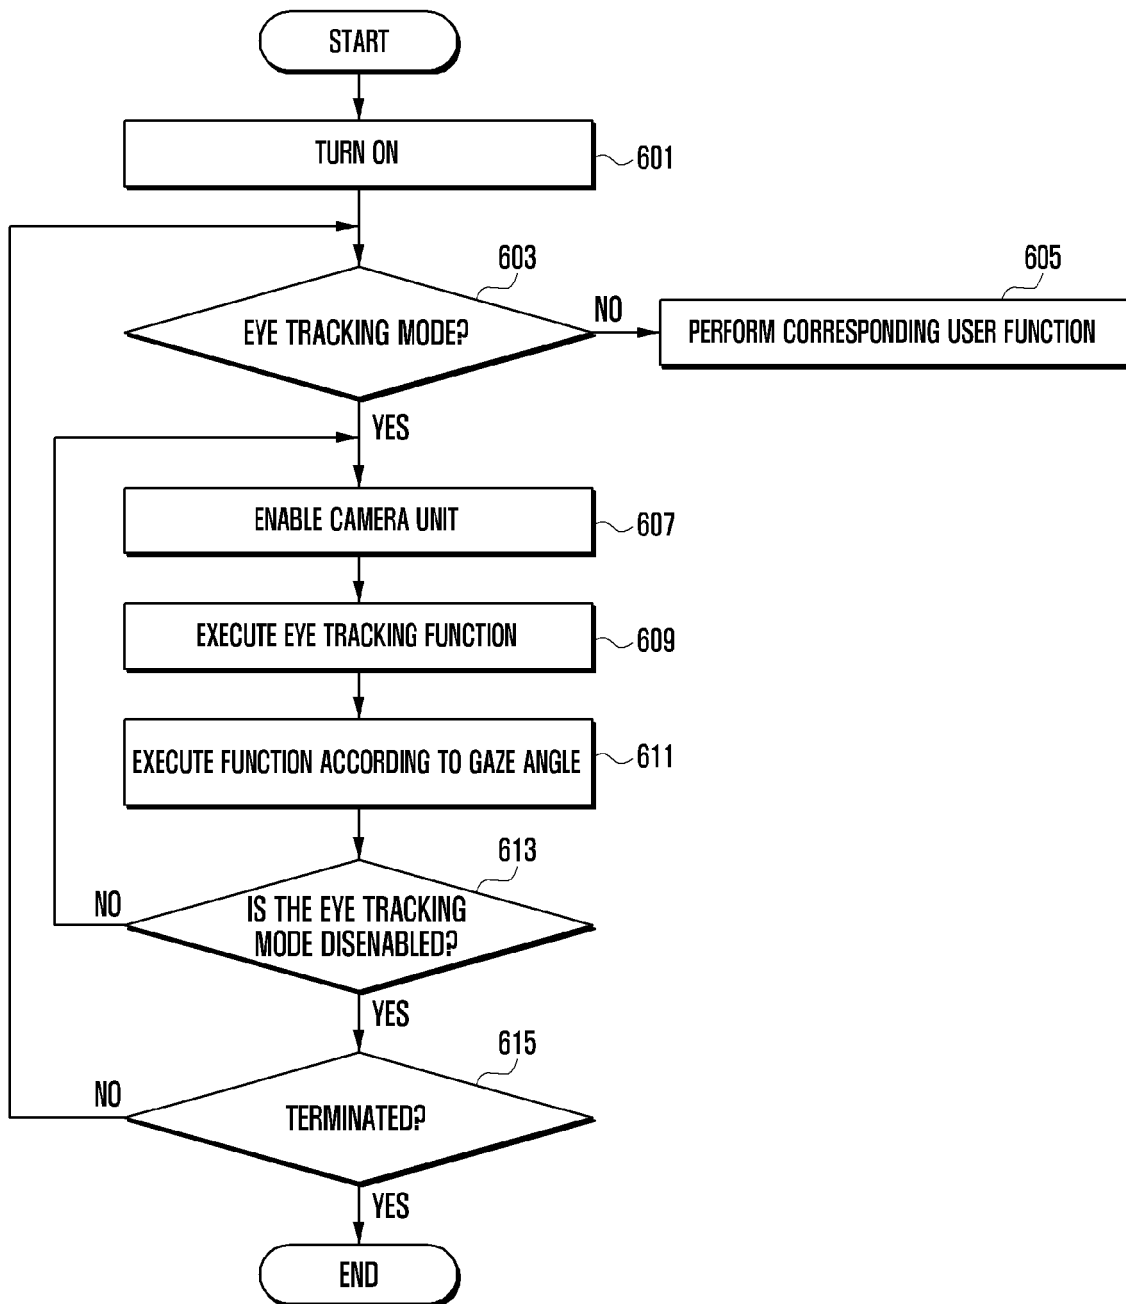 START
TURN ON
601
603
605
EYE TRACKING MODE?
NO
PERFORM CORRESPONDING USER FUNCTION
YES
ENABLE CAMERA UNIT
607
EXECUTE EYE TRACKING FUNCTION
609
EXECUTE FUNCTION ACCORDING TO GAZE ANGLE
611
613
NO
IS THE EYE TRACKING
MODE DISENABLED?
YES
615
NO
TERMINATED?
YES
END